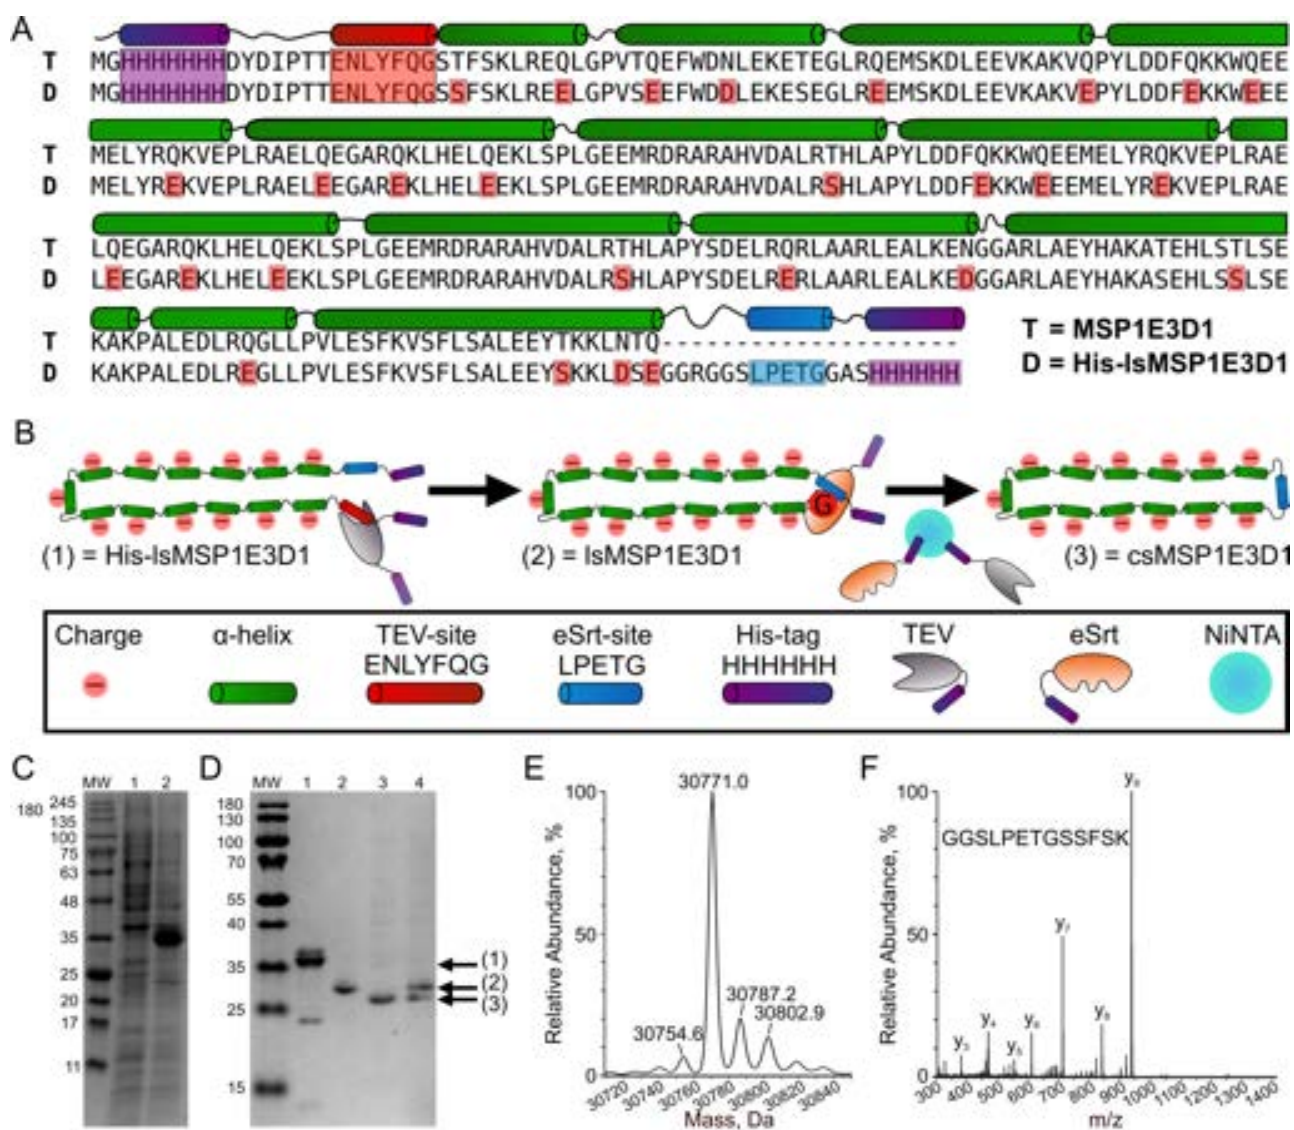 A
T MGHHHHHHHDYDIPTTENLYFQGSTFSKLREQLGPVTQEFWDNLEKETEGLRQEMSKDLEEVKAKVQPYLDDFQKKWQEE
D MGHHHHHHHDYDIPTTENLYFQGSSFSKLREELGPVSEEFWDDLEKESEGLREEMSKDLEEVKAKVEPYLDDFEKKWEEE
T MELYRQKVEPLRAELQEGARQKLHELQEKLSPLGEEMRDRARAHVDALRTHLAPYLDDFQKKWQEEMELYRQKVEPLRAE
D MELYREKVEPLRAELEEGAREKLHELEEKLSPLGEEMRDRARAHVDALRSHLAPYLDDFEKKWEEEMELYREKVEPLRAE
T LQEGARQKLHELQEKLSPLGEEMRDRARAHVDALRTHLAPYSDELRQRLAARLEALKENGGARLAEYHAKATEHLSTLSE
D LEEGAREKLHELEEKLSPLGEEMRDRARAHVDALRSHLAPYSDELRERLAARLEALKEDGGARLAEYHAKASEHLSSLSE
T KAKPALEDLRQGLLPVLESFKVSFLSALEEYTKKLNTQ--------------------
D KAKPALEDLREGLLPVLESFKVSFLSALEEYSKKLDSEGGRGGSLPETGGASHHHHHH
T = MSP1E3D1
D = His-lsMSP1E3D1
B
(1) = His-lsMSP1E3D1
G
(2) = lsMSP1E3D1
(3) = csMSP1E3D1
Charge α-helix TEV-site eSrt-site His-tag TEV eSrt NiNTA
ENLYFQG LPETG HHHHHH
C
MW 1 2
180
245
135
100
75
63
48
35
25
20
17
11
D
MW 1 2 3 4
180
130
100
70
55
40
35
25
15
(1)
(2)
(3)
E
Relative Abundance, %
100
50
0
30771.0
30787.2
30802.9
30754.6
30720 30740 30760 30780 30800 30820 30840
Mass, Da
F
Relative Abundance, %
100
50
0
GGSLPETGSSFSK
y3
y4
y5
y7
300 400 500 600 700 800 900 1000 1100 1200 1300 1400
m/z